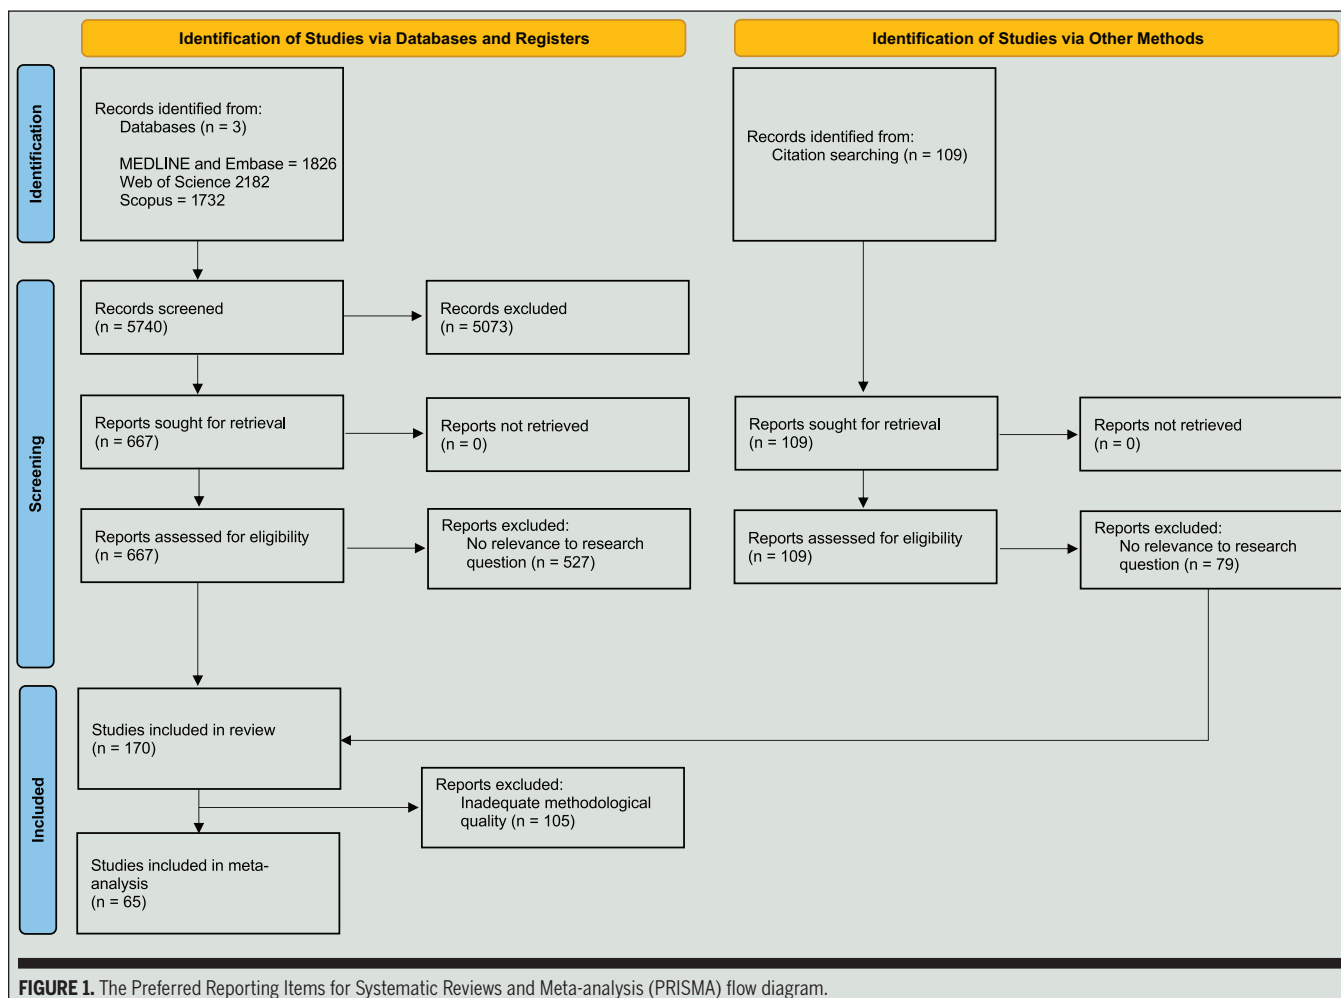 Identification of Studies via Databases and Registers
Identification of Studies via Other Methods
Identification
Records identified from:
Databases (n = 3)
MEDLINE and Embase = 1826
Web of Science 2182
Scopus = 1732
Records identified from:
Citation searching (n = 109)
Screening
Records screened
(n = 5740)
Records excluded
(n = 5073)
Reports sought for retrieval
(n = 667)
Reports not retrieved
(n = 0)
Reports sought for retrieval
(n = 109)
Reports not retrieved
(n = 0)
Reports assessed for eligibility
(n = 667)
Reports excluded:
No relevance to research
question (n = 527)
Reports assessed for eligibility
(n = 109)
Reports excluded:
No relevance to research
question (n = 79)
Included
Studies included in review
(n = 170)
Reports excluded:
Inadequate methodological
quality (n = 105)
Studies included in meta-
analysis
(n = 65)
FIGURE 1. The Preferred Reporting Items for Systematic Reviews and Meta-analysis (PRISMA) flow diagram.